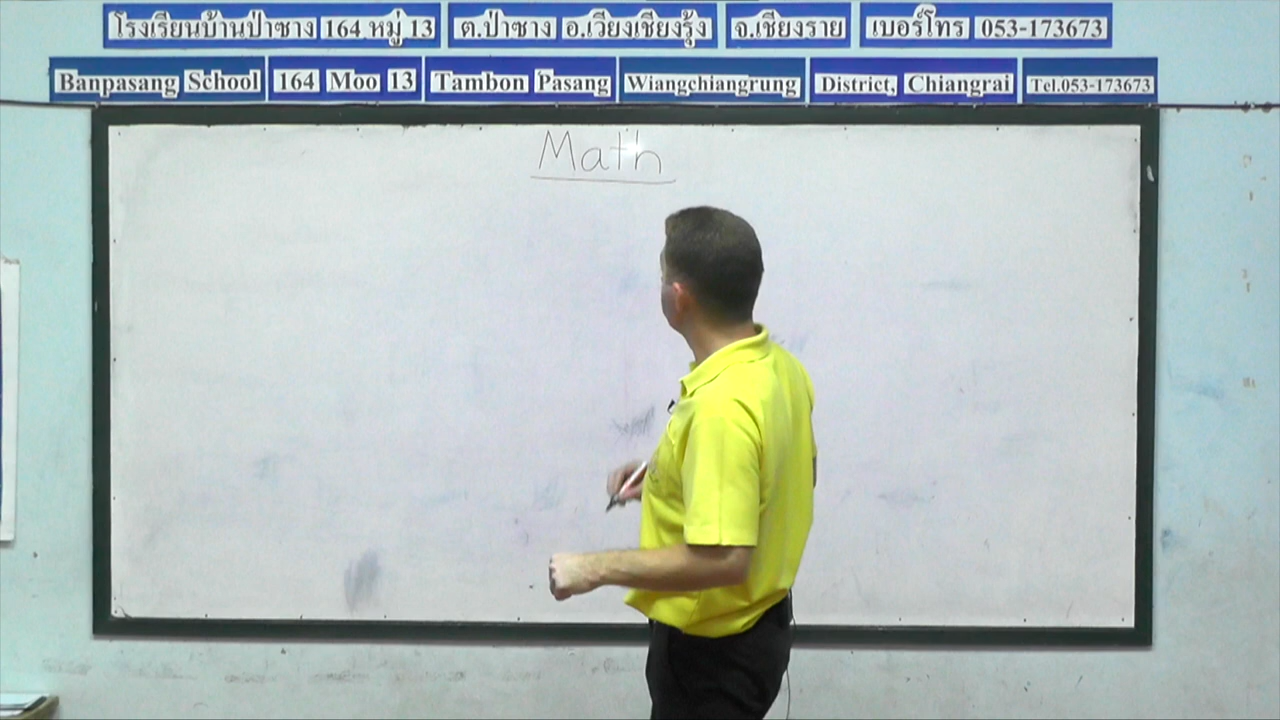 โรงเรียนบ้านป่าซาง 164 หมู่ 13 ต.ป่าซาง อ.เวียงเชียงรุ้ง จ.เชียงราย เบอร์โทร 053-173673
Banpasang School 164 Moo 13 Tambon Pasang Wiangchiangrung District, Chiangrai Tel.053-173673
Math